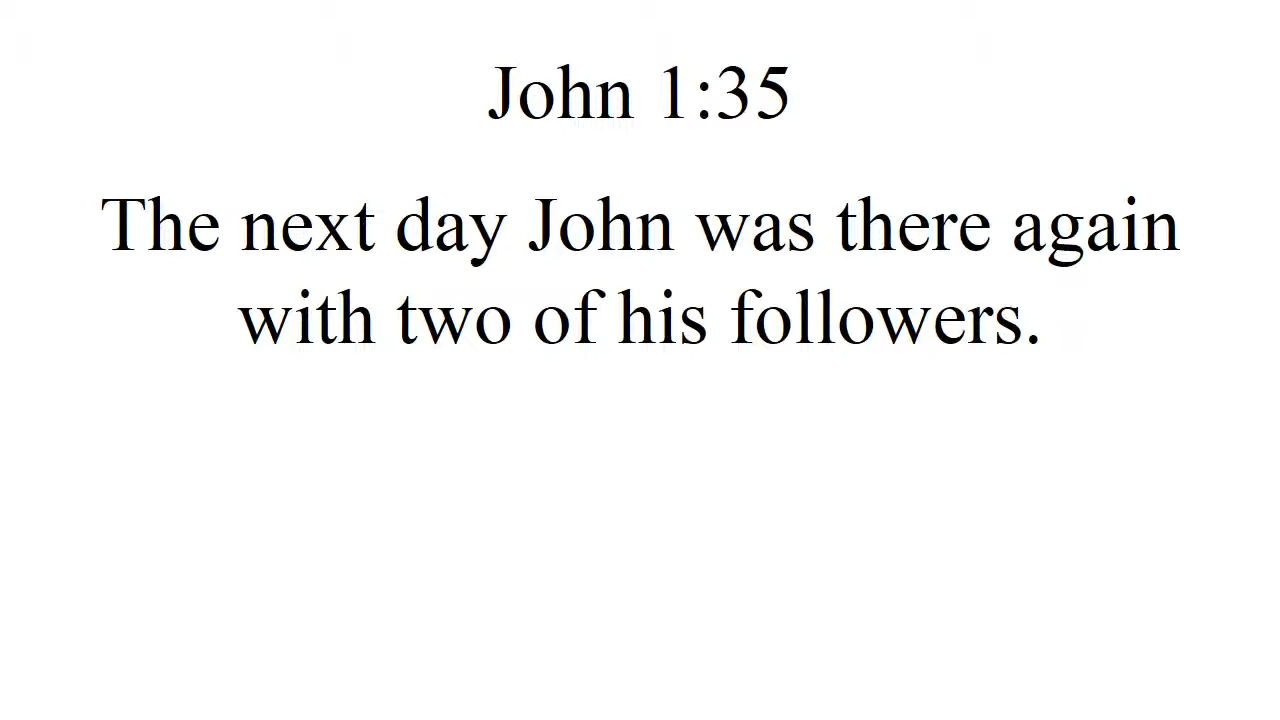 John 1:35
The next day John was there again
with two of his followers.